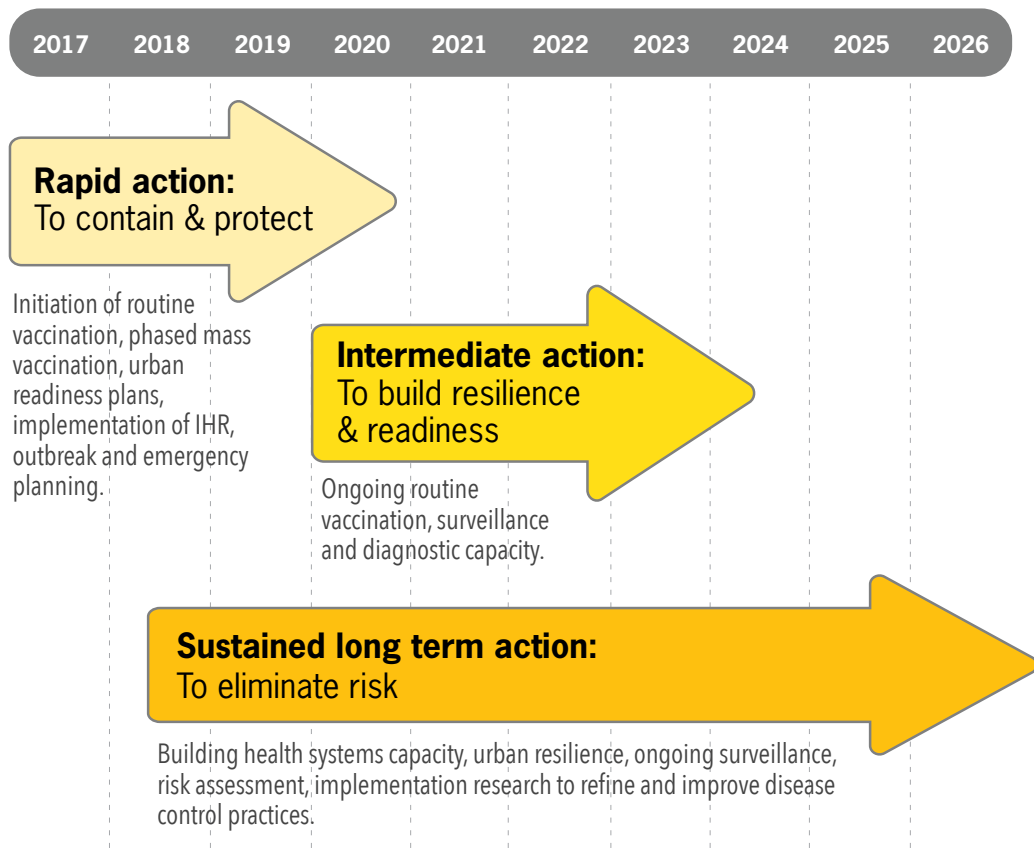 2017 2018 2019 2020 2021 2022 2023 2024 2025 2026
Rapid action:
To contain & protect
Initiation of routine
vaccination, phased mass
vaccination, urban
readiness plans,
implementation of IHR,
outbreak and emergency
planning.
Intermediate action:
To build resilience
& readiness
Ongoing routine
vaccination, surveillance
and diagnostic capacity.
Sustained long term action:
To eliminate risk
Building health systems capacity, urban resilience, ongoing surveillance,
risk assessment, implementation research to refine and improve disease
control practices.